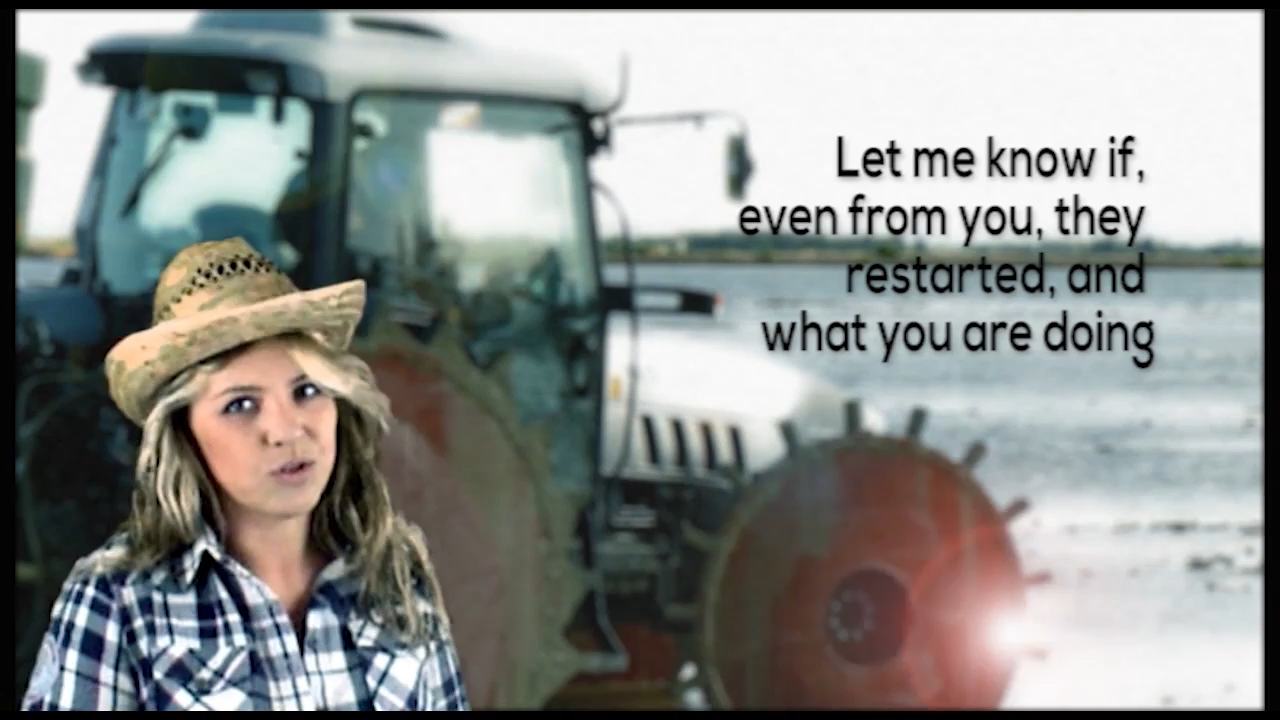 Let me know if,
even from you, they
restarted, and
what you are doing